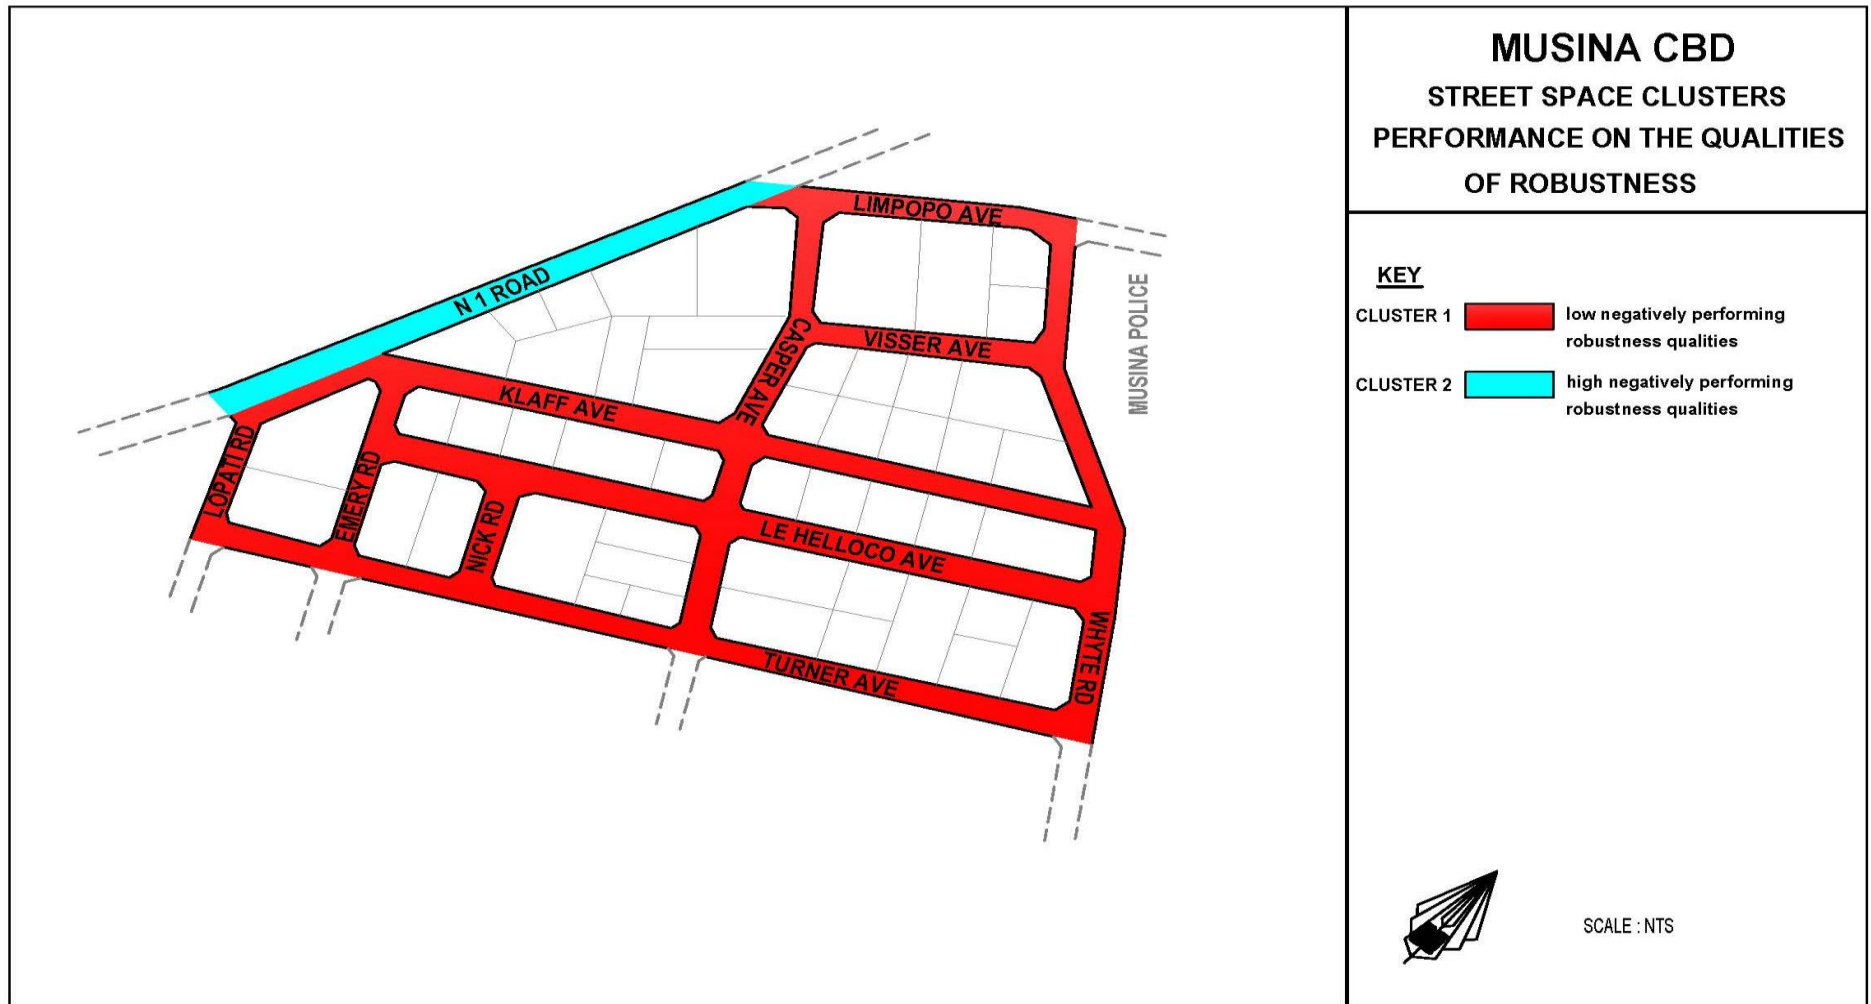 MUSINA CBD
STREET SPACE CLUSTERS
PERFORMANCE ON THE QUALITIES
OF ROBUSTNESS
KEY
CLUSTER 1
low negatively performing
robustness qualities
CLUSTER 2
high negatively performing
robustness qualities
SCALE : NTS
LIMPOPO AVE
N 1 ROAD
MUSINA POLICE
VISSER AVE
CASPER AVE
KLAFF AVE
LOPATI RD
EMERY RD
NICK RD
LE HELLOCO AVE
WHYTE RD
TURNER AVE